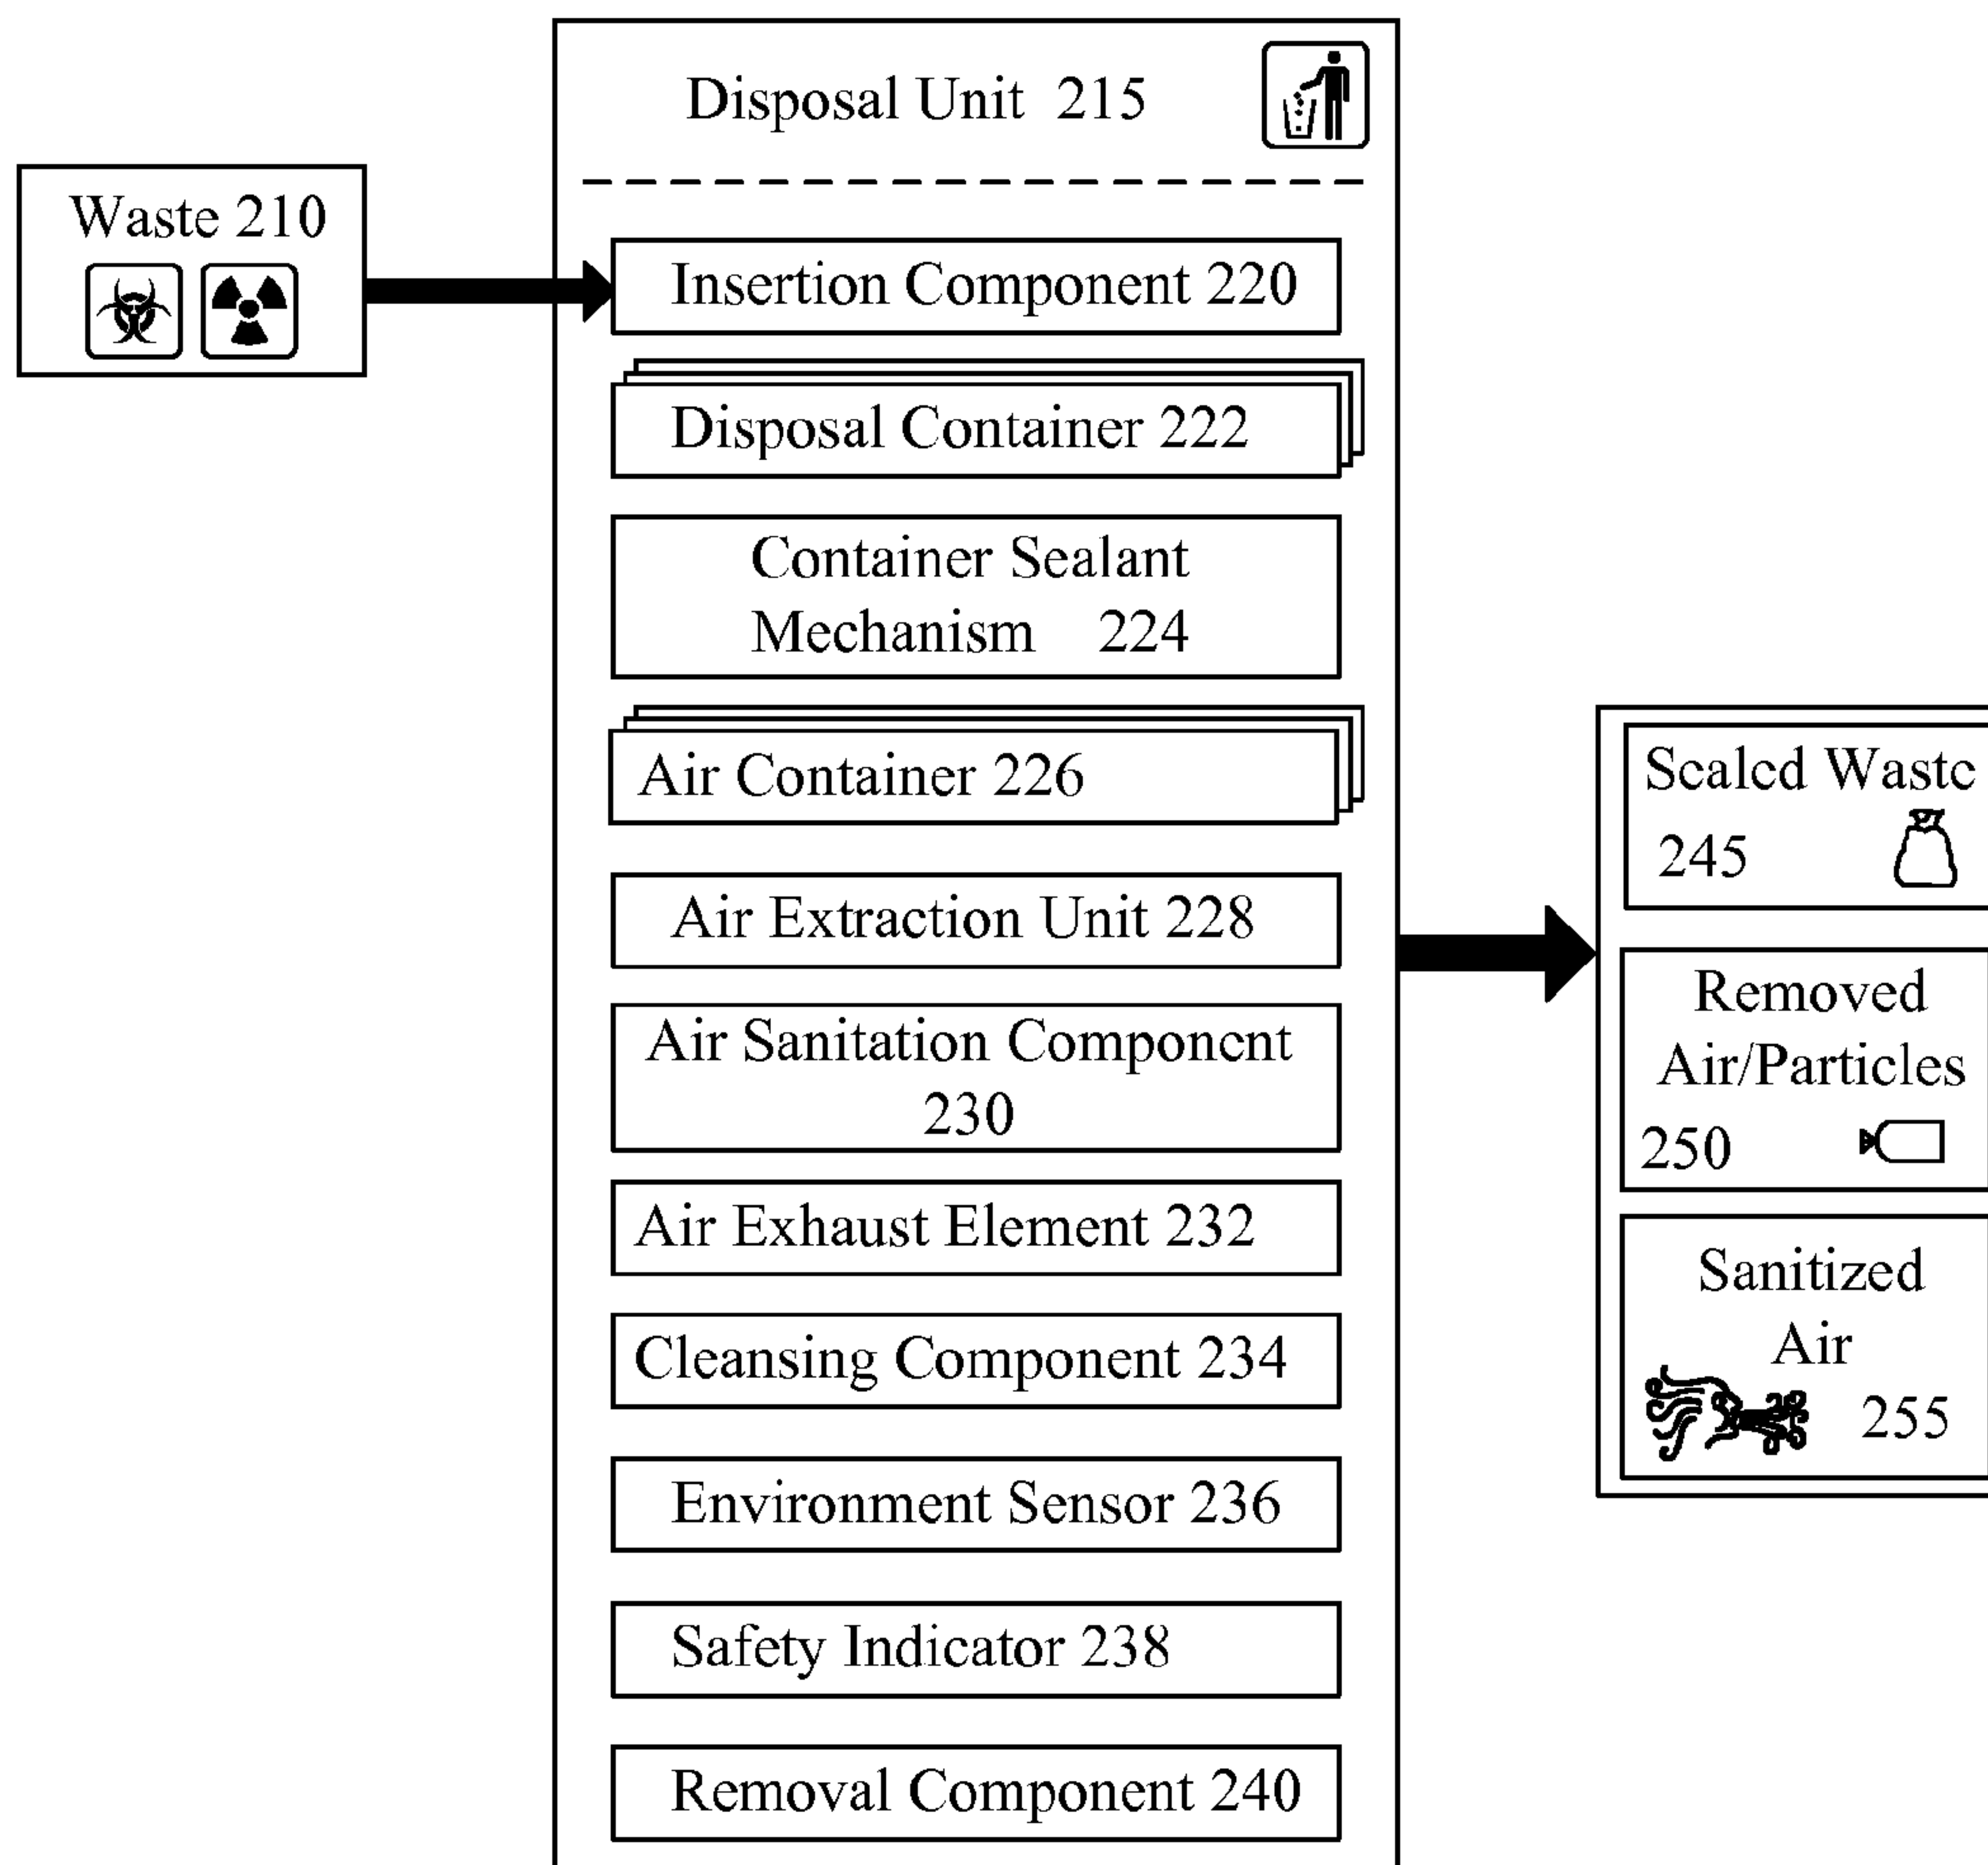 Disposal Unit 215
Waste 210
Insertion Component 220
Disposal Container 222
Container Sealant
Mechanism 224
Air Container 226
Air Extraction Unit 228
Air Sanitation Component
230
Air Exhaust Element 232
Cleansing Component 234
Environment Sensor 236
Safety Indicator 238
Removal Component 240
Sealed Waste
245
Removed
Air/Particles
250
Sanitized
Air
255